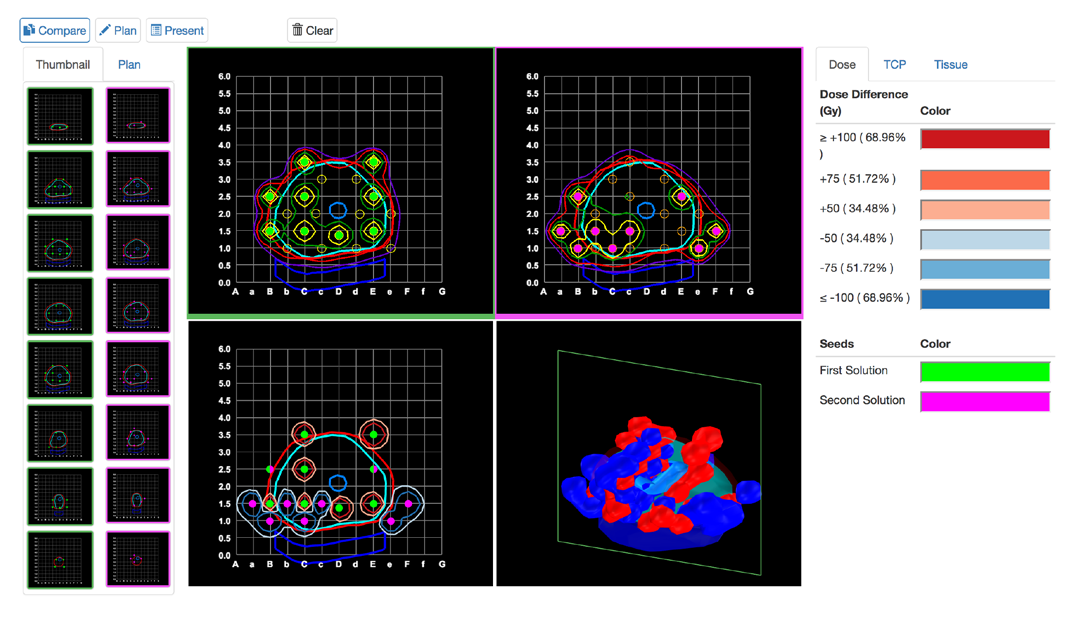 Compare Plan Present Clear
Thumbnail Plan
6.0
5.5
5.0
4.5
4.0
3.5
3.0
2.5
2.0
1.5
1.0
0.5
0.0
A a B b C c D d E e F f G
6.0
5.5
5.0
4.5
4.0
3.5
3.0
2.5
2.0
1.5
1.0
0.5
0.0
A a B b C c D d E e F f G
6.0
5.5
5.0
4.5
4.0
3.5
3.0
2.5
2.0
1.5
1.0
0.5
0.0
A a B b C c D d E e F f G
Dose TCP Tissue
Dose Difference
(Gy) Color
≥ +100 ( 68.96%
)
+75 ( 51.72% )
+50 ( 34.48% )
-50 ( 34.48% )
-75 ( 51.72% )
≤ -100 ( 68.96% )
Seeds Color
First Solution
Second Solution